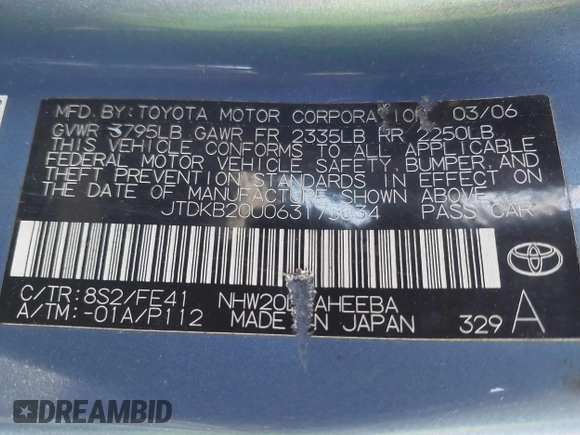 MFD. BY: TOYOTA MOTOR CORPORATION 03/06
GVWR 3795LB GAWR FR 2335LB RR 2250LB
THIS VEHICLE CONFORMS TO ALL APPLICABLE
FEDERAL MOTOR VEHICLE SAFETY, BUMPER, AND
THEFT PREVENTION STANDARDS IN EFFECT ON
THE DATE OF MANUFACTURE SHOWN ABOVE.
PASS CAR
C/TR: 8S2/FE41
A/TM: -01A/P112
MADE IN JAPAN
329 A
TOYOTA
DREAMBID